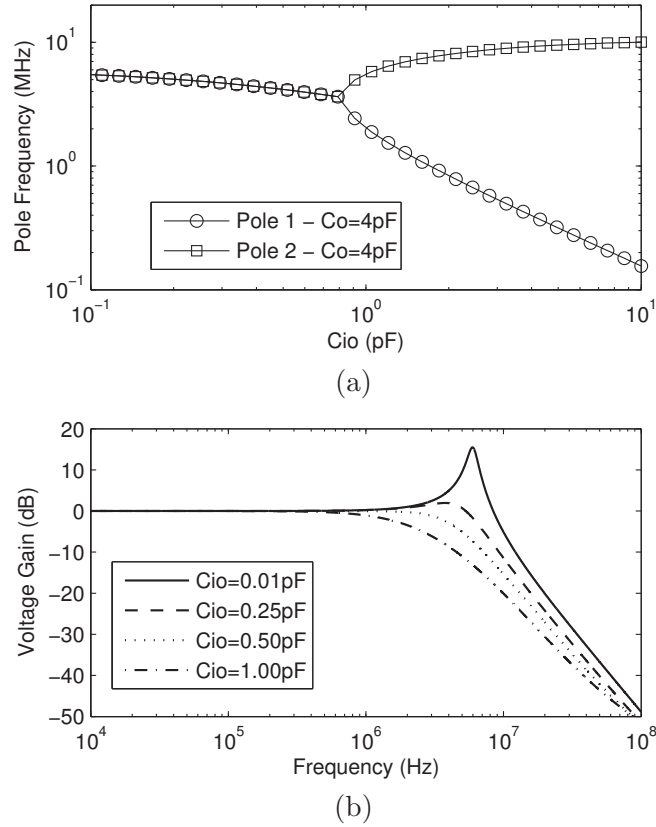 10^1
10^0
10^-1
Pole Frequency (MHz)
Pole 1 - Co=4pF
Pole 2 - Co=4pF
10^-1
10^0
10^1
Cio (pF)
(a)
20
10
0
-10
-20
-30
-40
-50
Voltage Gain (dB)
Cio=0.01pF
Cio=0.25pF
Cio=0.50pF
Cio=1.00pF
10^4
10^5
10^6
10^7
10^8
Frequency (Hz)
(b)